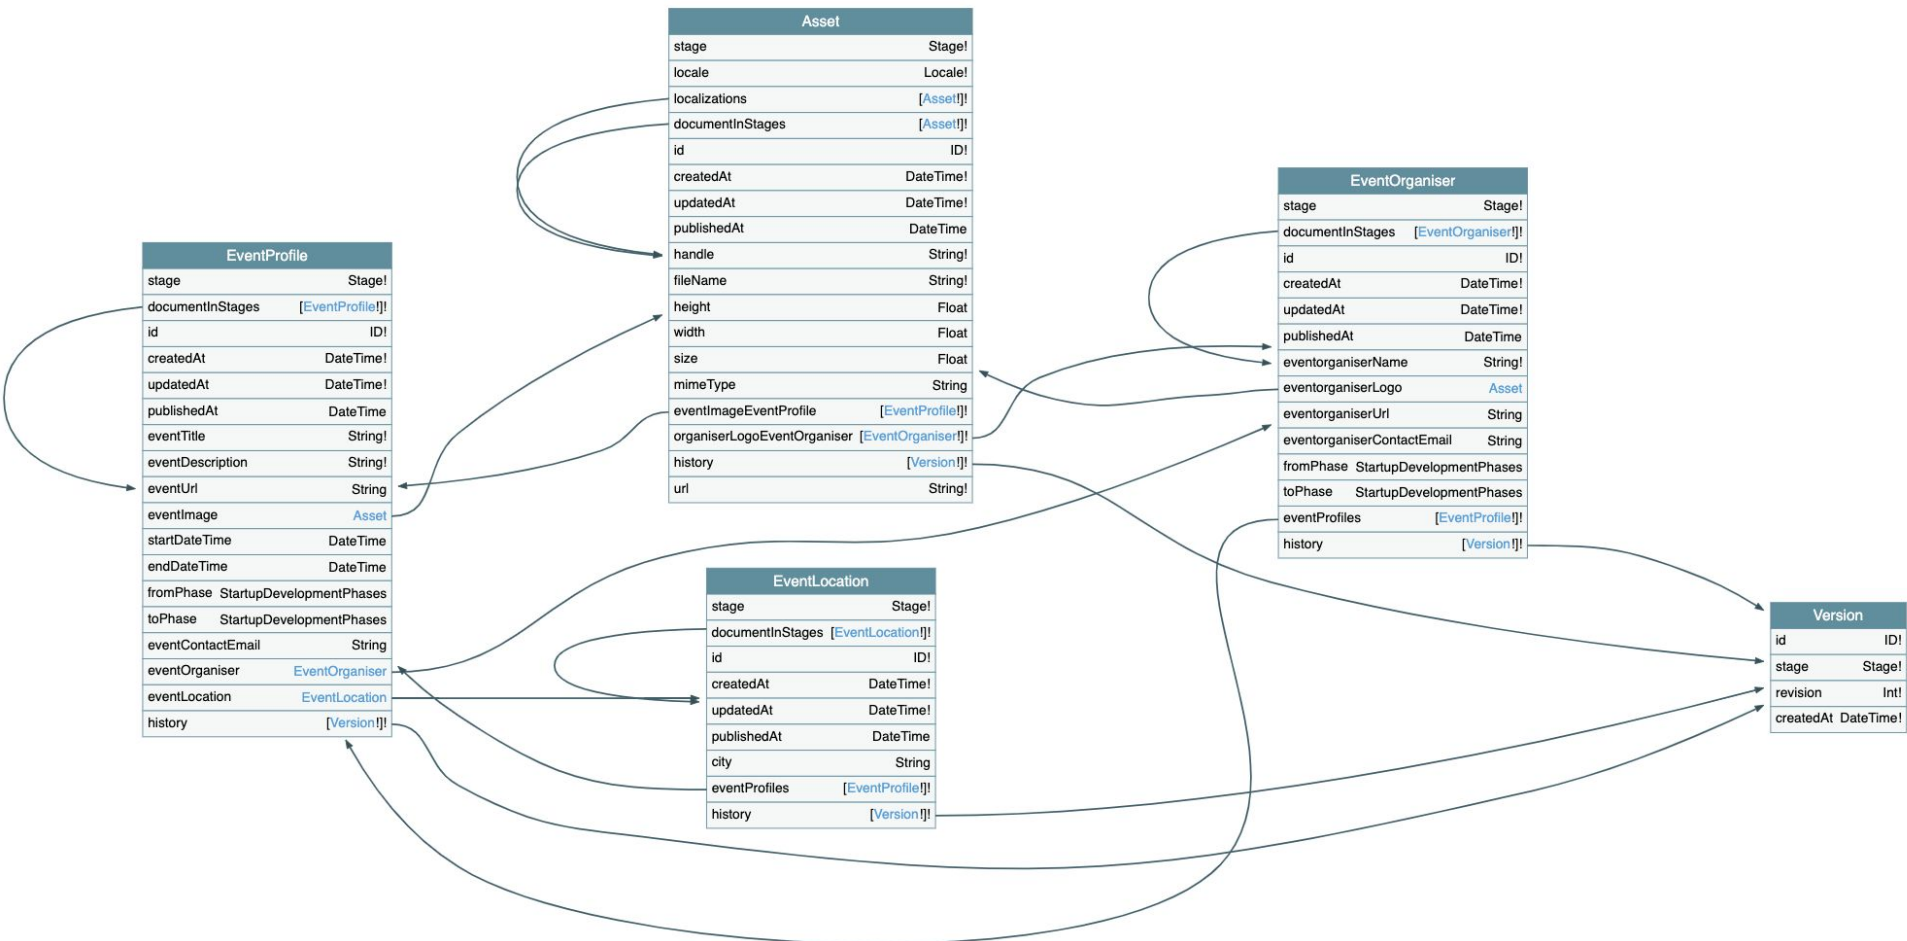 Asset
stage Stage!
locale Locale!
localizations [Asset!]!
documentInStages [Asset!]!
id ID!
createdAt DateTime!
updatedAt DateTime!
publishedAt DateTime
handle String!
fileName String!
height Float
width Float
size Float
mimeType String
eventImageEventProfile [EventProfile!]!
organiserLogoEventOrganiser [EventOrganiser!]!
history [Version!]!
url String!
EventOrganiser
stage Stage!
documentInStages [EventOrganiser!]!
id ID!
createdAt DateTime!
updatedAt DateTime!
publishedAt DateTime
eventorganiserName String!
eventorganiserLogo Asset
eventorganiserUrl String
eventorganiserContactEmail String
fromPhase StartupDevelopmentPhases
toPhase StartupDevelopmentPhases
eventProfiles [EventProfile!]!
history [Version!]!
EventProfile
stage Stage!
documentInStages [EventProfile!]!
id ID!
createdAt DateTime!
updatedAt DateTime!
publishedAt DateTime
eventTitle String!
eventDescription String!
eventUrl String
eventImage Asset
startDateTime DateTime
endDateTime DateTime
fromPhase StartupDevelopmentPhases
toPhase StartupDevelopmentPhases
eventContactEmail String
eventOrganiser EventOrganiser
eventLocation EventLocation
history [Version!]!
EventLocation
stage Stage!
documentInStages [EventLocation!]!
id ID!
createdAt DateTime!
updatedAt DateTime!
publishedAt DateTime
city String
eventProfiles [EventProfile!]!
history [Version!]!
Version
id ID!
stage Stage!
revision Int!
createdAt DateTime!